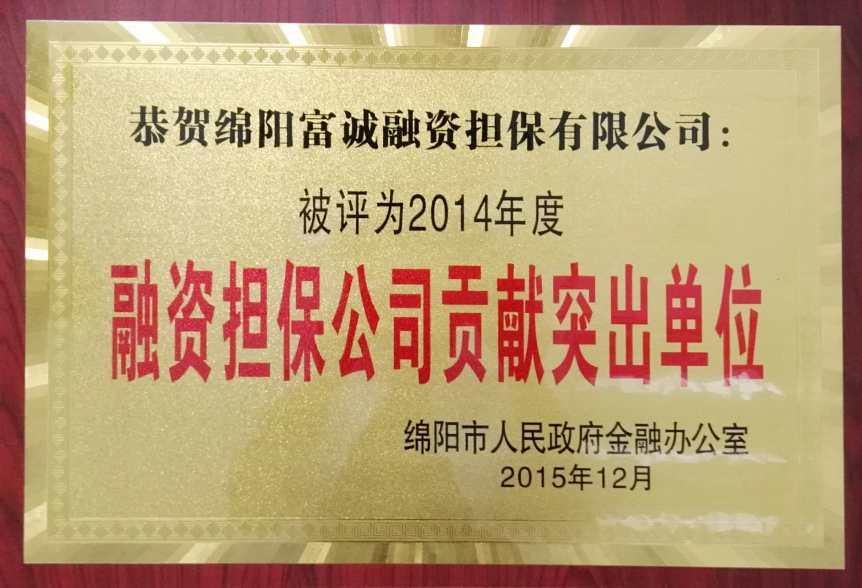 恭贺绵阳富诚融资担保有限公司：
被评为2014年度
融资担保公司贡献突出单位
绵阳市人民政府金融办公室
2015年12月